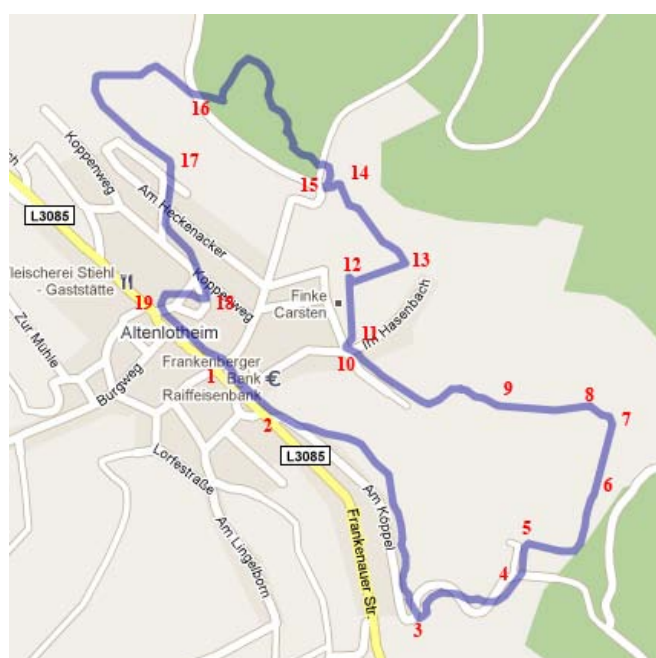 16
Koppenweg
17
Am Heckenacker
15
14
L3085
13
12
Fleischerei Stiehl
- Gaststätte
Koppenweg
18
Finke
Carsten
19
Im Hasenbach
11
Zur Mühle
Altenlotheim
10
Burgweg
Frankenberger
Bank
Raiffeisenbank
€
1
9
8
7
2
L3085
Lorfestraße
Am Köppel
6
Frankenauer Str.
Am Lingelborn
5
4
3